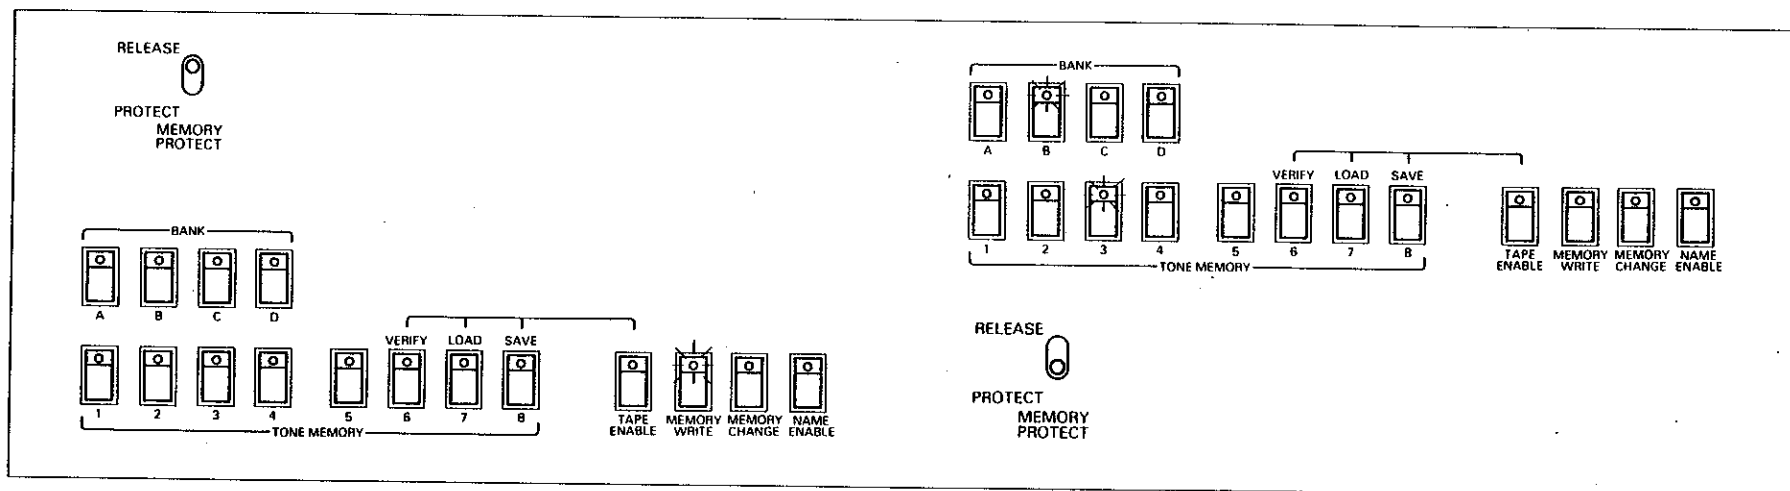 RELEASE
PROTECT
MEMORY
PROTECT
BANK
A B C D
VERIFY LOAD SAVE
1 2 3 4 5 6 7 8
TONE MEMORY
TAPE ENABLE
MEMORY WRITE
MEMORY CHANGE
NAME ENABLE
BANK
A B C D
VERIFY LOAD SAVE
1 2 3 4 5 6 7 8
TONE MEMORY
TAPE ENABLE
MEMORY WRITE
MEMORY CHANGE
NAME ENABLE
RELEASE
PROTECT
MEMORY
PROTECT